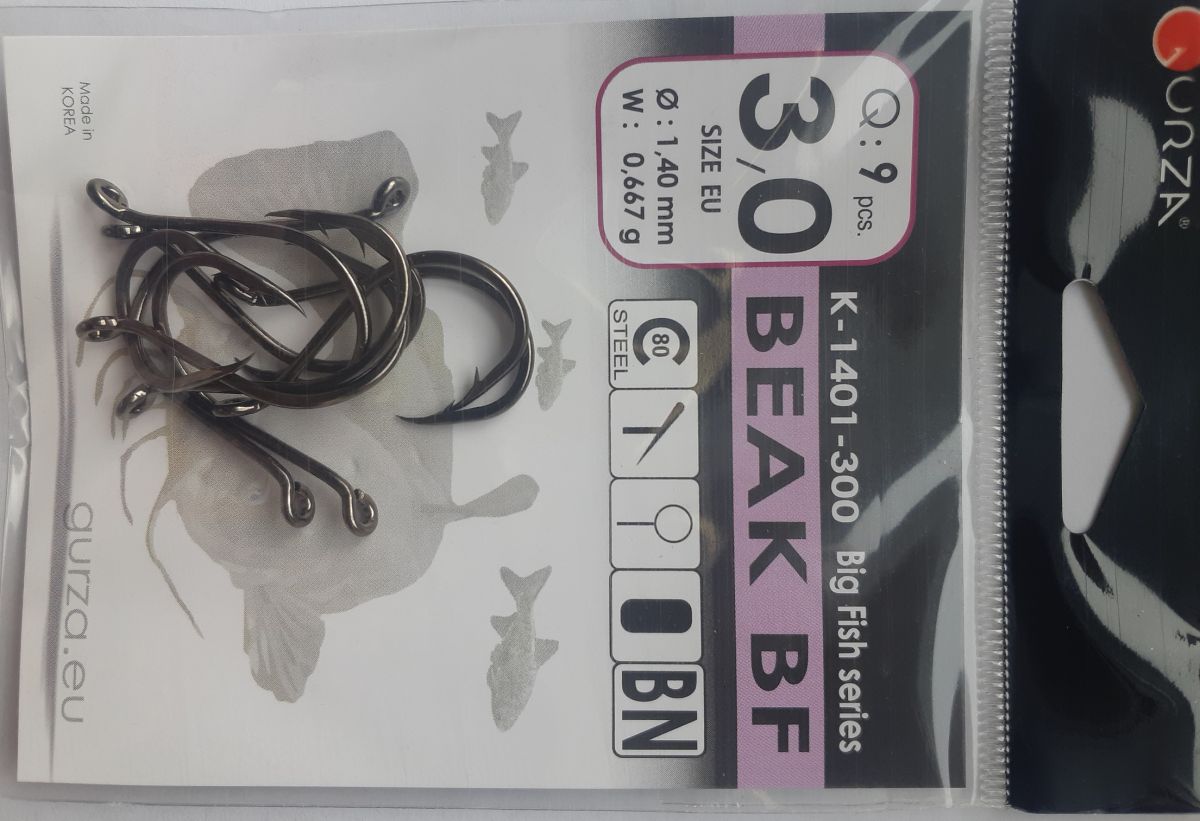 GURZA®
Q: 9 pcs.
3/0
SIZE EU
Ø: 1,40 mm
W: 0,667 g
K-1401-300 Big Fish series
BEAK BF
C 80
STEEL
BN
Made in
KOREA
gurza.eu